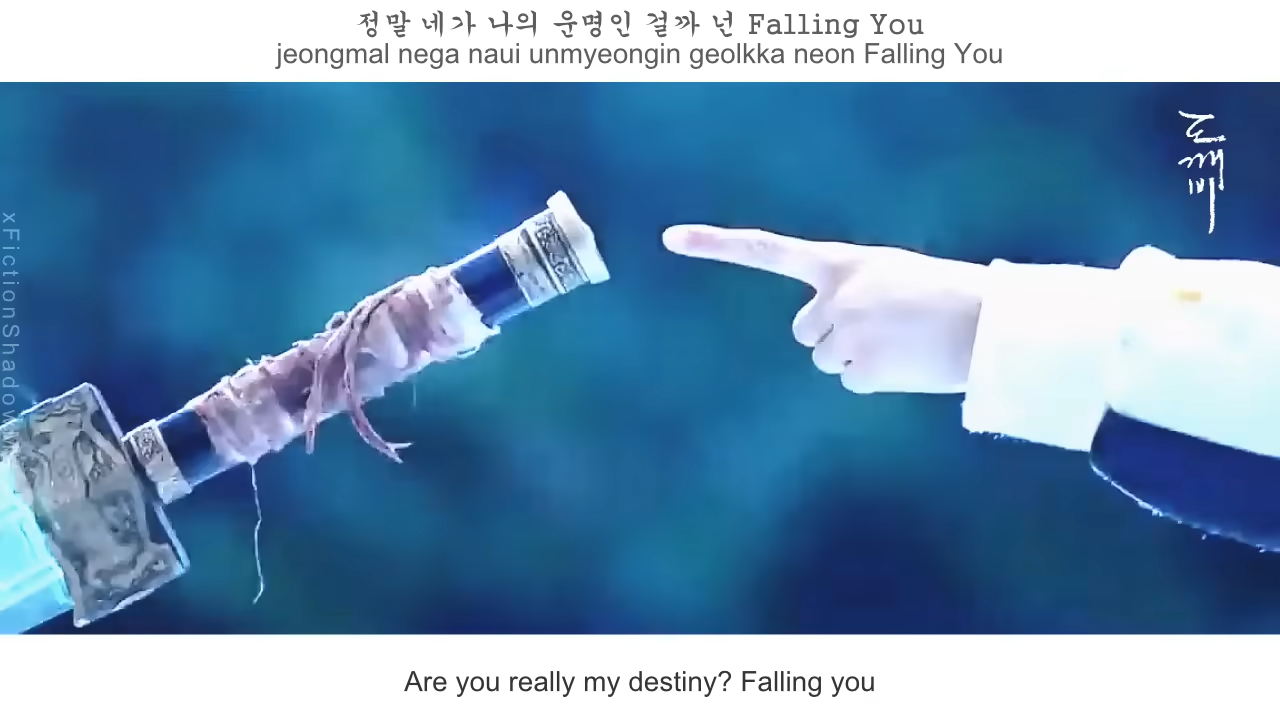 정말 네가 나의 운명인 걸까 넌 Falling You
jeongmal nega naui unmyeongin geolkka neon Falling You
도깨비
xFictionShadow
Are you really my destiny? Falling you